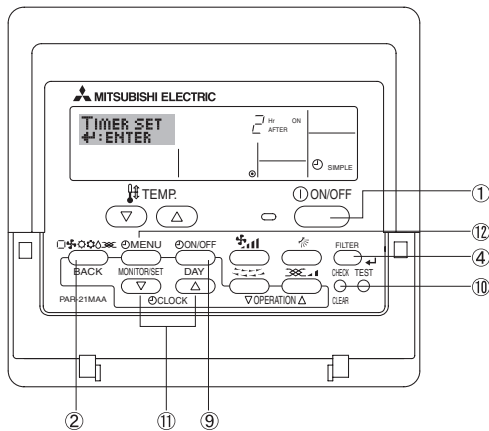 MITSUBISHI ELECTRIC
TIMER SET
:ENTER
2 Hr ON
AFTER
SIMPLE
TEMP.
ON/OFF
①
⑫
MENU
ON/OFF
FILTER
④
BACK
MONITOR/SET
DAY
CHECK TEST
PAR-21MAA
CLOCK
OPERATION
CLEAR
⑩
②
⑪
⑨